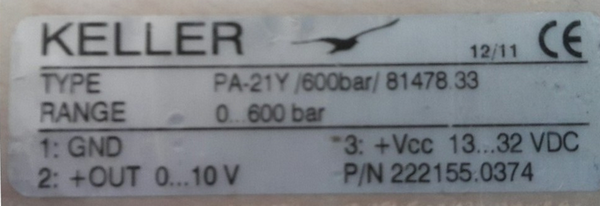 KELLER 12/11 CE
TYPE PA-21Y /600bar/ 81478.33
RANGE 0...600 bar
1: GND 3: +Vcc 13...32 VDC
2: +OUT 0...10 V P/N 222155.0374